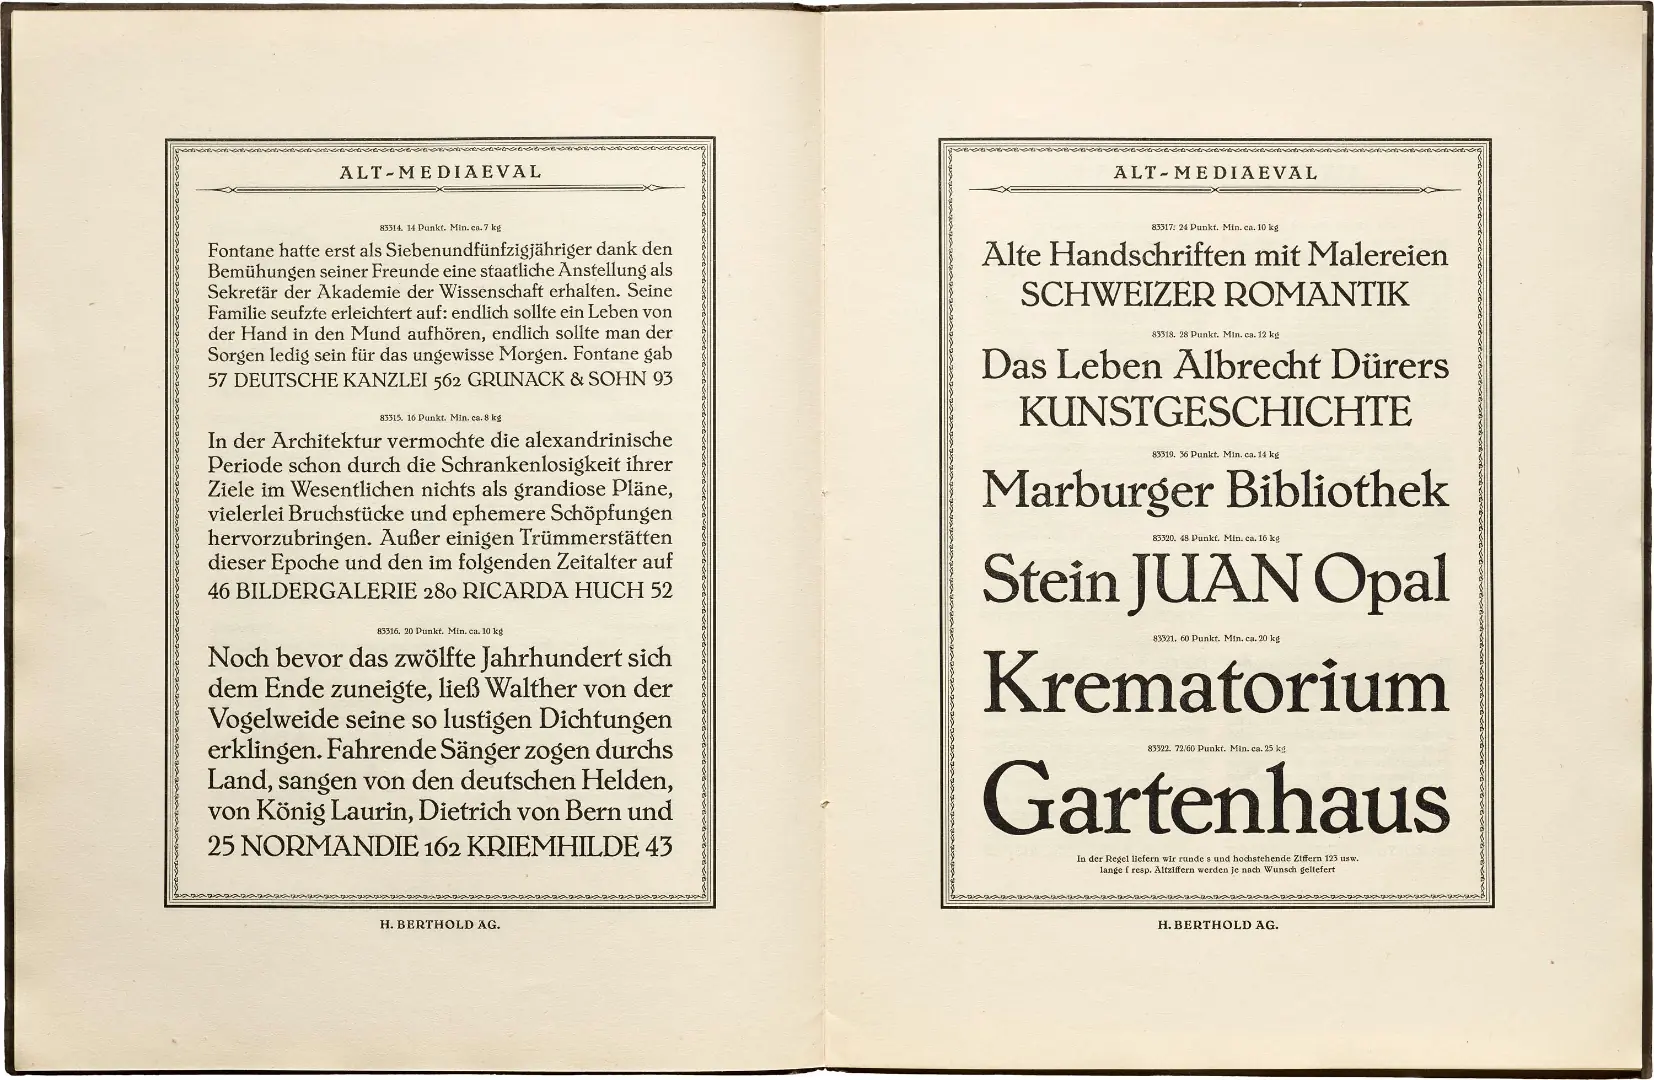 ALT-MEDIAEVAL
83314. 14 Punkt. Min. ca. 7 kg
Fontane hatte erst als Siebenundfünfzigjähriger dank den
Bemühungen seiner Freunde eine staatliche Anstellung als
Sekretär der Akademie der Wissenschaft erhalten. Seine
Familie seufzte erleichtert auf: endlich sollte ein Leben von
der Hand in den Mund aufhören, endlich sollte man der
Sorgen ledig sein für das ungewisse Morgen. Fontane gab
57 DEUTSCHE KANZLEI 562 GRUNACK & SOHN 93
83315. 16 Punkt. Min. ca. 8 kg
In der Architektur vermochte die alexandrinische
Periode schon durch die Schrankenlosigkeit ihrer
Ziele im Wesentlichen nichts als grandiose Pläne,
vielerlei Bruchstücke und ephemere Schöpfungen
hervorzubringen. Außer einigen Trümmerstätten
dieser Epoche und den im folgenden Zeitalter auf
46 BILDERGALERIE 280 RICARDA HUCH 52
83316. 20 Punkt. Min. ca. 10 kg
Noch bevor das zwölfte Jahrhundert sich
dem Ende zuneigte, ließ Walther von der
Vogelweide seine so lustigen Dichtungen
erklingen. Fahrende Sänger zogen durchs
Land, sangen von den deutschen Helden,
von König Laurin, Dietrich von Bern und
25 NORMANDIE 162 KRIEMHILDE 43
H. BERTHOLD AG.
ALT-MEDIAEVAL
83317. 24 Punkt. Min. ca. 10 kg
Alte Handschriften mit Malereien
SCHWEIZER ROMANTIK
83318. 28 Punkt. Min. ca. 12 kg
Das Leben Albrecht Dürers
KUNSTGESCHICHTE
83319. 36 Punkt. Min. ca. 14 kg
Marburger Bibliothek
83320. 48 Punkt. Min. ca. 16 kg
Stein JUAN Opal
83321. 60 Punkt. Min. ca. 20 kg
Krematorium
83322. 72/60 Punkt. Min. ca. 25 kg
Gartenhaus
In der Regel liefern wir runde s und hochstehende Ziffern 123 usw.
lange ſ resp. Altziffern werden je nach Wunsch geliefert
H. BERTHOLD AG.